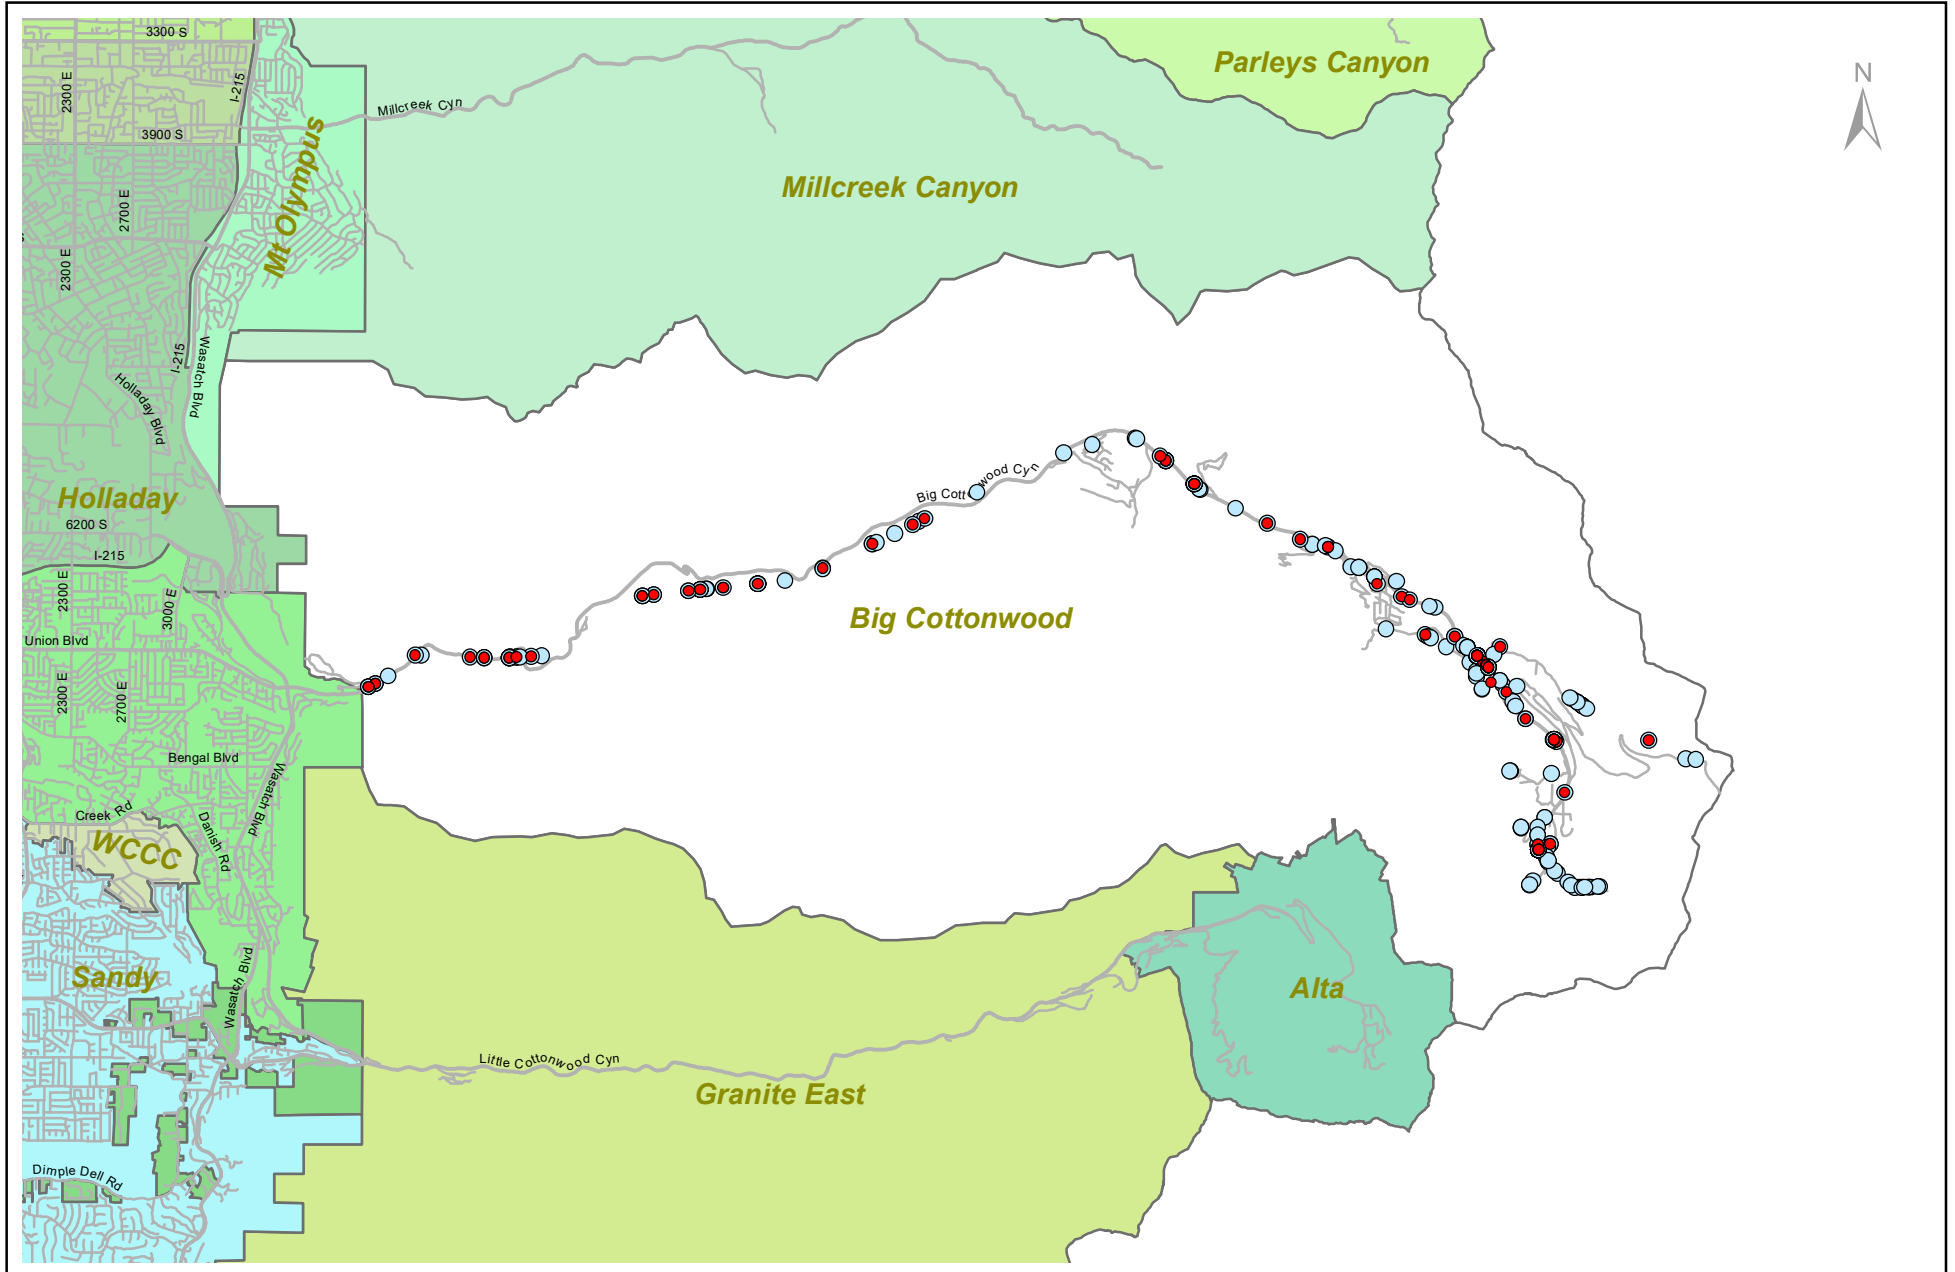 3300 S
Parleys Canyon
N
I-215
2300 E
Millcreek Cyn
3900 S
Mt Olympus
Millcreek Canyon
2700 E
2300 E
I-215
Wasatch Blvd
Holladay Blvd
Big Cottonwood Cyn
Holladay
6200 S
I-215
2300 E
3000 E
Big Cottonwood
Union Blvd
2300 E
2700 E
Bengal Blvd
Wasatch Blvd
Creek Rd
Danish Rd
WCCC
Sandy
Wasatch Blvd
Alta
Little Cottonwood Cyn
Granite East
Dimple Dell Rd